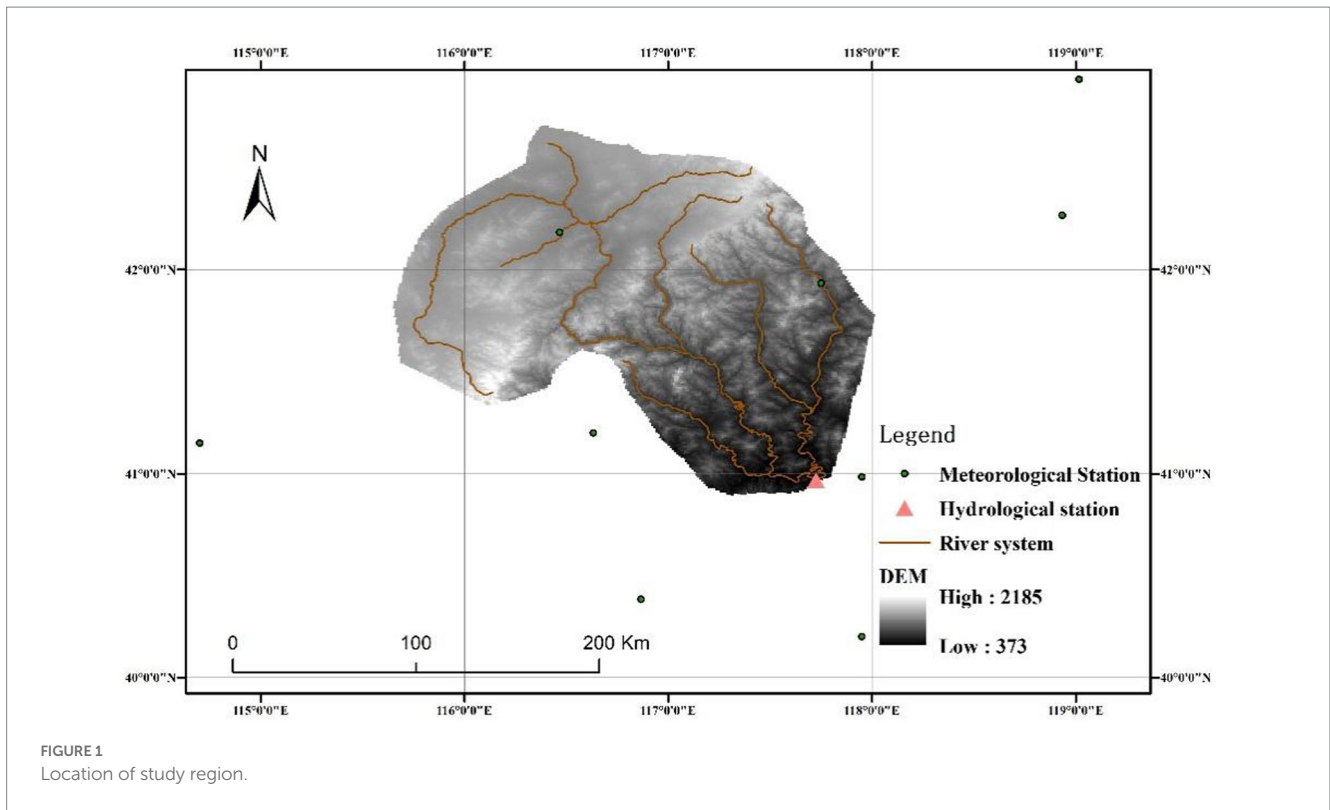 115°0'0"E 116°0'0"E 117°0'0"E 118°0'0"E 119°0'0"E
N
42°0'0"N 42°0'0"N
Legend
41°0'0"N 41°0'0"N
Meteorological Station
Hydrological station
River system
DEM
High : 2185
Low : 373
0 100 200 Km
40°0'0"N 40°0'0"N
115°0'0"E 116°0'0"E 117°0'0"E 118°0'0"E 119°0'0"E
FIGURE 1
Location of study region.